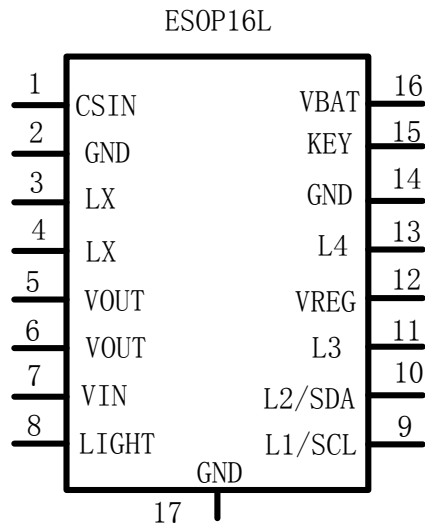 ESOP16L
1 CSIN VBAT 16
2 GND KEY 15
3 LX GND 14
4 LX L4 13
5 VOUT VREG 12
6 VOUT L3 11
7 VIN L2/SDA 10
8 LIGHT L1/SCL 9
GND
17